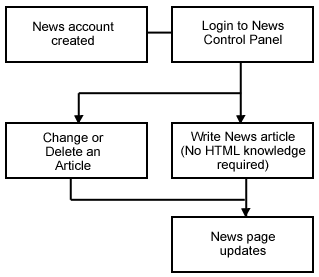 News account
created
Login to News
Control Panel
Change or
Delete an
Article
Write News article
(No HTML knowledge
required)
News page
updates